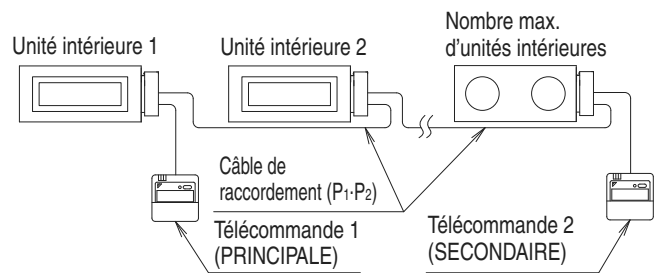 Unité intérieure 1
Unité intérieure 2
Nombre max.
d'unités intérieures
Câble de
raccordement (P1·P2)
Télécommande 1
(PRINCIPALE)
Télécommande 2
(SECONDAIRE)